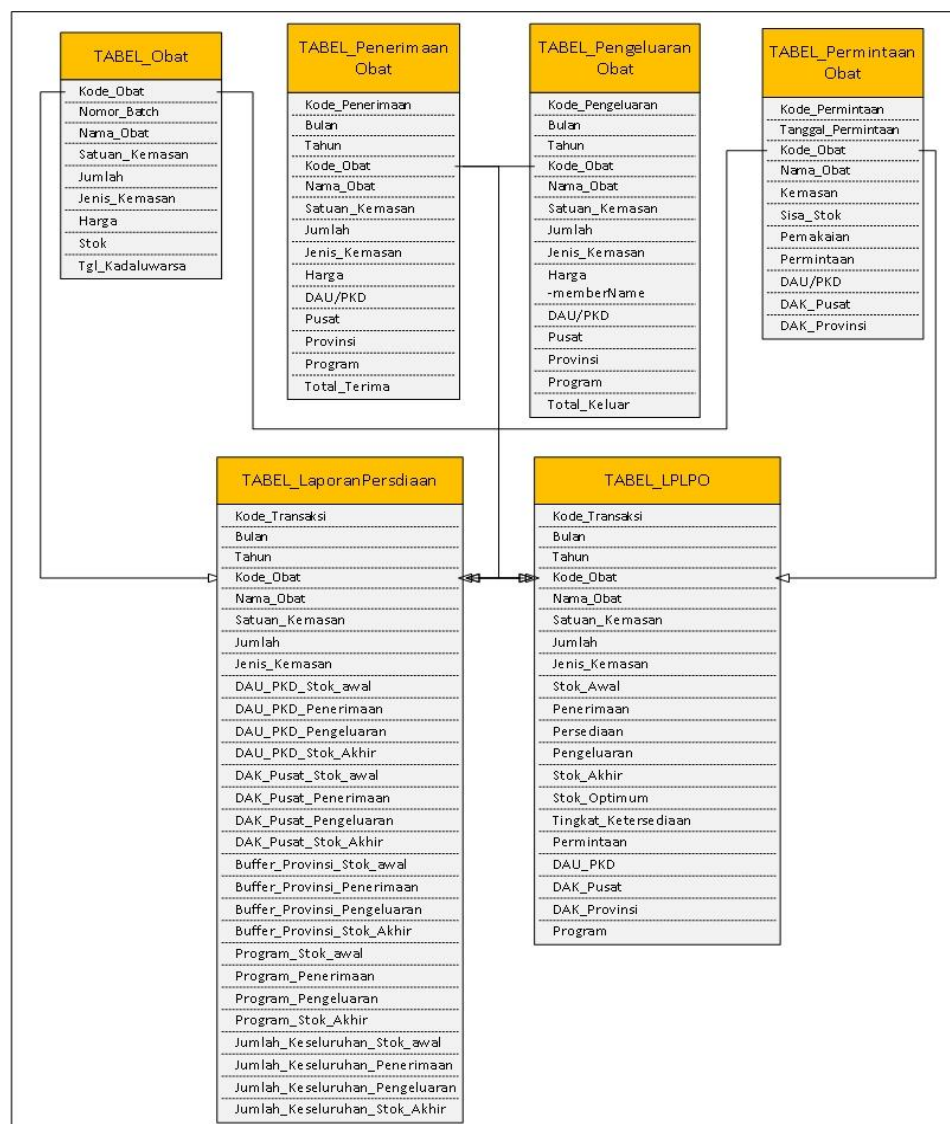 TABEL_Obat
Kode_Obat
Nomor_Batch
Nama_Obat
Satuan_Kemasan
Jumlah
Jenis_Kemasan
Harga
Stok
Tgl_Kadaluwarsa
TABEL_Penerimaan
Obat
Kode_Penerimaan
Bulan
Tahun
Kode_Obat
Nama_Obat
Satuan_Kemasan
Jumlah
Jenis_Kemasan
Harga
DAU/PKD
Pusat
Provinsi
Program
Total_Terima
TABEL_Pengeluaran
Obat
Kode_Pengeluaran
Bulan
Tahun
Kode_Obat
Nama_Obat
Satuan_Kemasan
Jumlah
Jenis_Kemasan
Harga
-memberName
DAU/PKD
Pusat
Provinsi
Program
Total_Keluar
TABEL_Permintaan
Obat
Kode_Permintaan
Tanggal_Permintaan
Kode_Obat
Nama_Obat
Kemasan
Sisa_Stok
Pemakaian
Permintaan
DAU/PKD
DAK_Pusat
DAK_Provinsi
TABEL_LaporanPersdiaan
Kode_Transaksi
Bulan
Tahun
Kode_Obat
Nama_Obat
Satuan_Kemasan
Jumlah
Jenis_Kemasan
DAU_PKD_Stok_awal
DAU_PKD_Penerimaan
DAU_PKD_Pengeluaran
DAU_PKD_Stok_Akhir
DAK_Pusat_Stok_awal
DAK_Pusat_Penerimaan
DAK_Pusat_Pengeluaran
DAK_Pusat_Stok_Akhir
Buffer_Provinsi_Stok_awal
Buffer_Provinsi_Penerimaan
Buffer_Provinsi_Pengeluaran
Buffer_Provinsi_Stok_Akhir
Program_Stok_awal
Program_Penerimaan
Program_Pengeluaran
Program_Stok_Akhir
Jumlah_Keseluruhan_Stok_awal
Jumlah_Keseluruhan_Penerimaan
Jumlah_Keseluruhan_Pengeluaran
Jumlah_Keseluruhan_Stok_Akhir
TABEL_LPLPO
Kode_Transaksi
Bulan
Tahun
Kode_Obat
Nama_Obat
Satuan_Kemasan
Jumlah
Jenis_Kemasan
Stok_Awal
Penerimaan
Persediaan
Pengeluaran
Stok_Akhir
Stok_Optimum
Tingkat_Ketersediaan
Permintaan
DAU_PKD
DAK_Pusat
DAK_Provinsi
Program